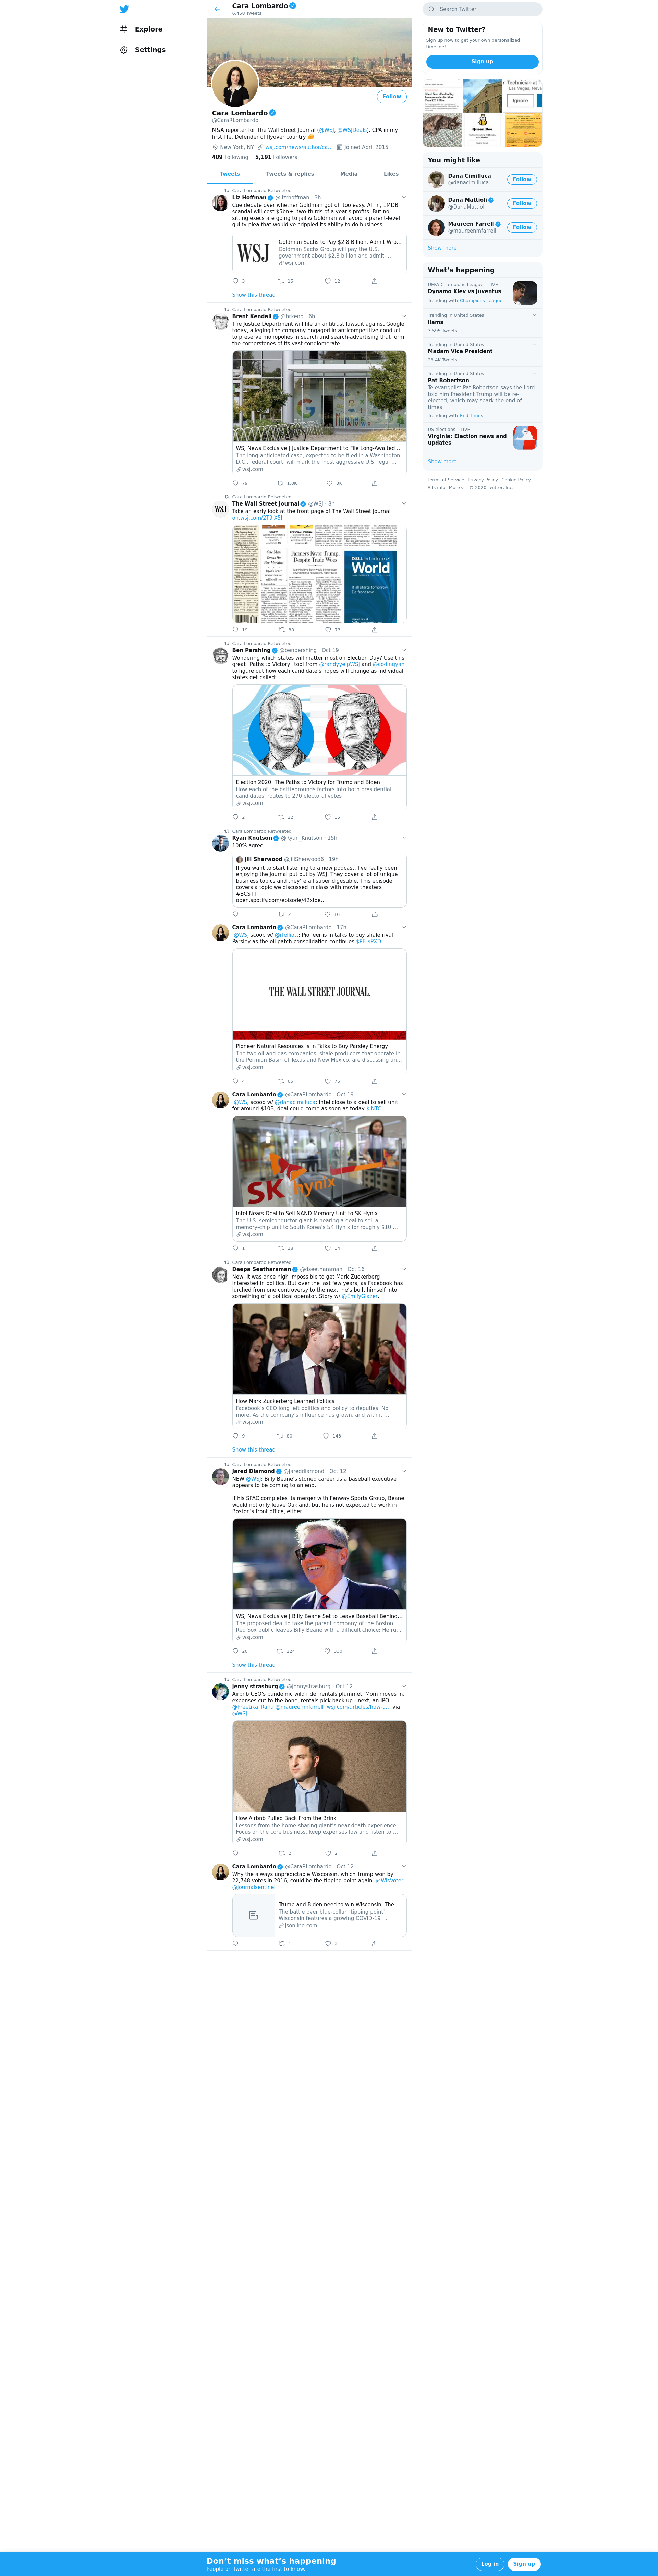 Explore
Settings
Cara Lombardo
6,458 Tweets
Follow
Cara Lombardo
@CaraRLombardo
M&A reporter for The Wall Street Journal (@WSJ, @WSJDeals). CPA in my
first life. Defender of flyover country
New York, NY wsj.com/news/author/ca… Joined April 2015
409 Following 5,191 Followers
Tweets Tweets & replies Media Likes
Cara Lombardo Retweeted
Liz Hoffman @lizrhoffman · 3h
Cue debate over whether Goldman got off too easy. All in, 1MDB
scandal will cost $5bn+, two-thirds of a year's profits. But no
sitting execs are going to jail & Goldman will avoid a parent-level
guilty plea that would've crippled its ability to do business
WSJ
Goldman Sachs to Pay $2.8 Billion, Admit Wro…
Goldman Sachs Group will pay the U.S.
government about $2.8 billion and admit …
wsj.com
3 15 12
Show this thread
Cara Lombardo Retweeted
Brent Kendall @brkend · 6h
The Justice Department will file an antitrust lawsuit against Google
today, alleging the company engaged in anticompetitive conduct
to preserve monopolies in search and search-advertising that form
the cornerstones of its vast conglomerate.
WSJ News Exclusive | Justice Department to File Long-Awaited …
The long-anticipated case, expected to be filed in a Washington,
D.C., federal court, will mark the most aggressive U.S. legal …
wsj.com
79 1.8K 3K
Cara Lombardo Retweeted
WSJ
The Wall Street Journal @WSJ · 8h
Take an early look at the front page of The Wall Street Journal
on.wsj.com/2T9iX5l
One Man
Versus the
Fax Machine
Farmers Favor Trump,
Despite Trade Woes
DELL Technologies
World
19 38 73
Cara Lombardo Retweeted
Ben Pershing @benpershing · Oct 19
Wondering which states will matter most on Election Day? Use this
great "Paths to Victory" tool from @randyyeipWSJ and @codingyan
to figure out how each candidate's hopes will change as individual
states get called:
Election 2020: The Paths to Victory for Trump and Biden
How each of the battlegrounds factors into both presidential
candidates' routes to 270 electoral votes
wsj.com
2 22 15
Cara Lombardo Retweeted
Ryan Knutson @Ryan_Knutson · 15h
100% agree
Jill Sherwood @JillSherwood6 · 19h
If you want to start listening to a new podcast, I've really been
enjoying the Journal put out by WSJ. They cover a lot of unique
business topics and they're all super digestible. This episode
covers a topic we discussed in class with movie theaters
#BCSTT
open.spotify.com/episode/42xlbe…
2 16
Cara Lombardo @CaraRLombardo · 17h
.@WSJ scoop w/ @rfelliott: Pioneer is in talks to buy shale rival
Parsley as the oil patch consolidation continues $PE $PXD
THE WALL STREET JOURNAL.
Pioneer Natural Resources Is in Talks to Buy Parsley Energy
The two oil-and-gas companies, shale producers that operate in
the Permian Basin of Texas and New Mexico, are discussing an…
wsj.com
4 65 75
Cara Lombardo @CaraRLombardo · Oct 19
.@WSJ scoop w/ @danacimilluca: Intel close to a deal to sell unit
for around $10B, deal could come as soon as today $INTC
SK hynix
Intel Nears Deal to Sell NAND Memory Unit to SK Hynix
The U.S. semiconductor giant is nearing a deal to sell a
memory-chip unit to South Korea's SK Hynix for roughly $10 …
wsj.com
1 18 14
Cara Lombardo Retweeted
Deepa Seetharaman @dseetharaman · Oct 16
New: It was once nigh impossible to get Mark Zuckerberg
interested in politics. But over the last few years, as Facebook has
lurched from one controversy to the next, he's built himself into
something of a political operator. Story w/ @EmilyGlazer.
How Mark Zuckerberg Learned Politics
Facebook's CEO long left politics and policy to deputies. No
more. As the company's influence has grown, and with it …
wsj.com
9 80 143
Show this thread
Cara Lombardo Retweeted
Jared Diamond @jareddiamond · Oct 12
NEW @WSJ: Billy Beane's storied career as a baseball executive
appears to be coming to an end.
If his SPAC completes its merger with Fenway Sports Group, Beane
would not only leave Oakland, but he is not expected to work in
Boston's front office, either.
WSJ News Exclusive | Billy Beane Set to Leave Baseball Behind…
The proposed deal to take the parent company of the Boston
Red Sox public leaves Billy Beane with a difficult choice: He ru…
wsj.com
20 224 350
Show this thread
Cara Lombardo Retweeted
jenny strasburg @jennystrasburg · Oct 12
Airbnb CEO's pandemic wild ride: rentals plummet, Mom moves in,
expenses cut to the bone, rentals pick back up - next, an IPO.
@Preetika_Rana @maureenmfarrell wsj.com/articles/how-a… via
@WSJ
How Airbnb Pulled Back From the Brink
Lessons from the home-sharing giant's near-death experience:
Focus on the core business, keep expenses low and listen to …
wsj.com
2 2
Cara Lombardo @CaraRLombardo · Oct 12
Why the always unpredictable Wisconsin, which Trump won by
22,748 votes in 2016, could be the tipping point again. @WisVoter
@journalsentinel
Trump and Biden need to win Wisconsin. The …
The battle over blue-collar "tipping point"
Wisconsin features a growing COVID-19 …
jsonline.com
1 3
Search Twitter
New to Twitter?
Sign up now to get your own personalized
timeline!
Sign up
n Technician at T
Las Vegas, Neva
Ignore
Queen Bee
You might like
Dana Cimilluca
@danacimilluca
Follow
Dana Mattioli
@DanaMattioli
Follow
Maureen Farrell
@maureenmfarrell
Follow
Show more
What's happening
UEFA Champions League · LIVE
Dynamo Kiev vs Juventus
Trending with Champions League
Trending in United States
liams
3,595 Tweets
Trending in United States
Madam Vice President
28.4K Tweets
Trending in United States
Pat Robertson
Televangelist Pat Robertson says the Lord
told him President Trump will be re-
elected, which may spark the end of
times
Trending with End Times
US elections · LIVE
Virginia: Election news and
updates
Show more
Terms of Service Privacy Policy Cookie Policy
Ads info More © 2020 Twitter, Inc.
Don't miss what's happening
People on Twitter are the first to know.
Log in Sign up